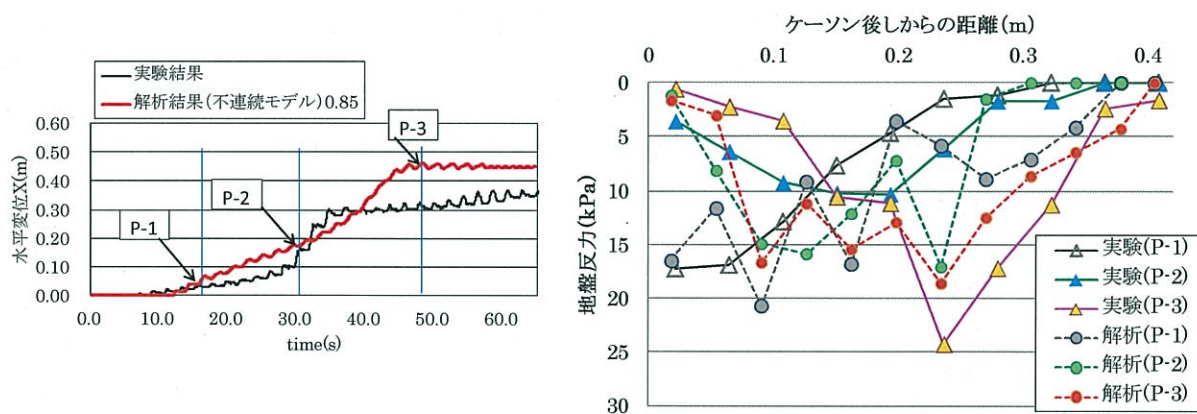 実験結果
解析結果(不連続モデル)0.85
水平変位X(m)
0.60
0.50
0.40
0.30
0.20
0.10
0.00
P-1
P-2
P-3
0.0 10.0 20.0 30.0 40.0 50.0 60.0
time(s)
ケーソン後しからの距離(m)
0 0.1 0.2 0.3 0.4
地盤反力(kPa)
0
5
10
15
20
25
30
実験(P-1)
実験(P-2)
実験(P-3)
解析(P-1)
解析(P-2)
解析(P-3)